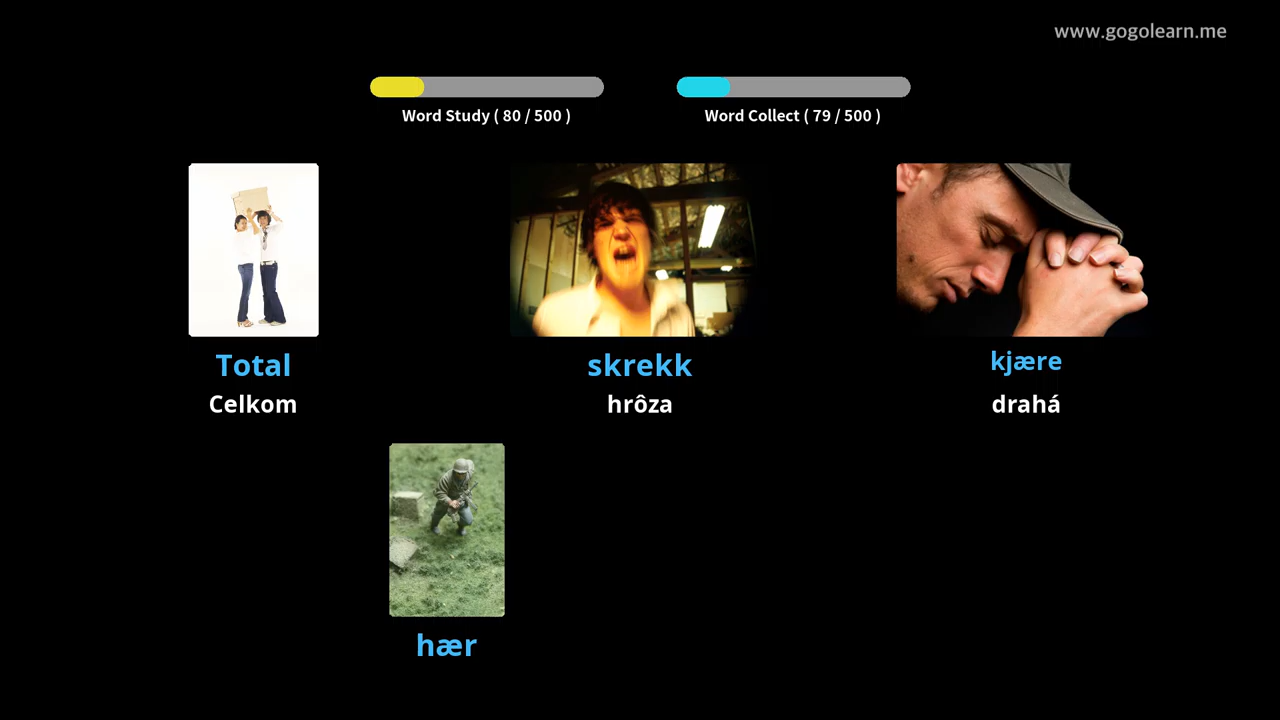 www.gogolearn.me
Word Study ( 80 / 500 )
Word Collect ( 79 / 500 )
Total
Celkom
skrekk
hrôza
kjære
drahá
hær